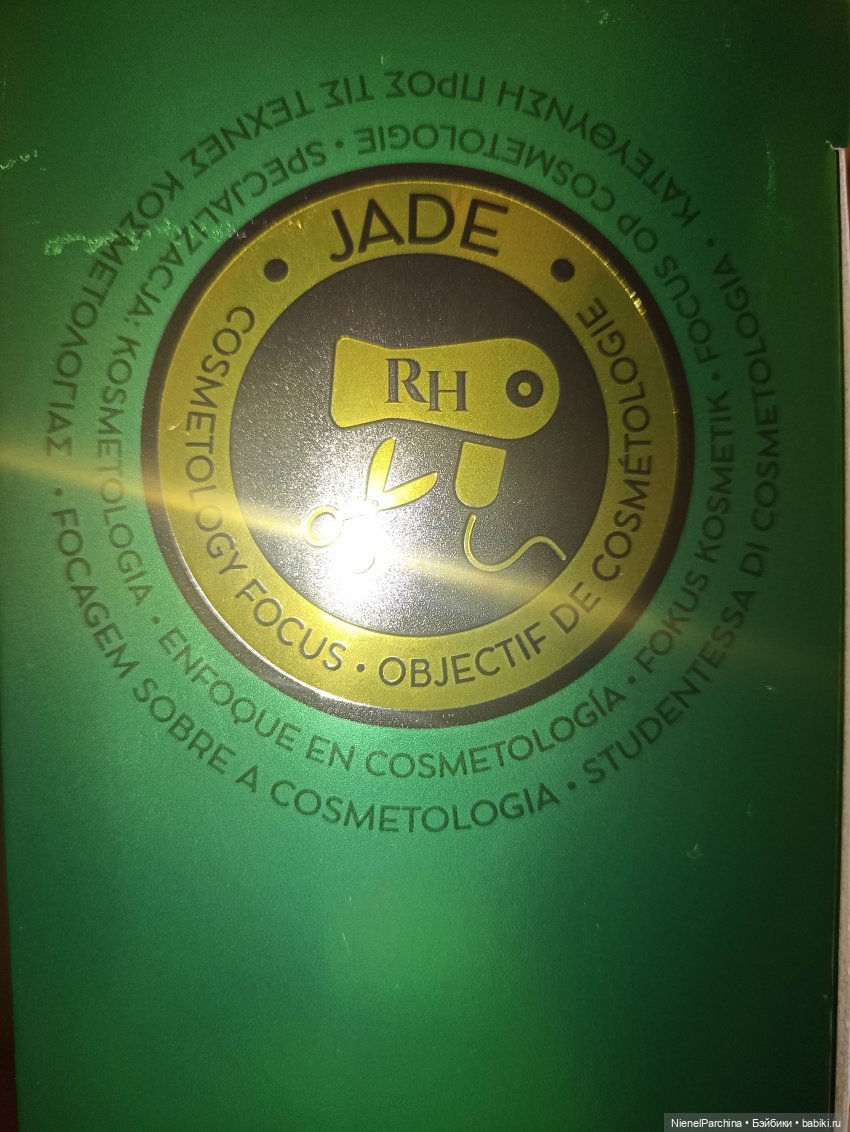 JADE
COSMETOLOGY FOCUS • OBJECTIF DE COSMÉTOLOGIE
RH
ENFOQUE EN COSMETOLOGÍA • FOKUS KOSMETIK • FOCUS OP COSMETOLOGIE • SPECJALIZACJA: KOSMETOLOGIA •
FOCAGEM SOBRE A COSMETOLOGIA • STUDENTESSA DI COSMETOLOGIA • ΚΑΤΕΥΘΥΝΣΗ ΠΡΟΣ ΤΙΣ ΤΕΧΝΕΣ ΚΟΣΜΕΤΟΛΟΓΙΑΣ •
NienelParchina • Бэйбики • babiki.ru